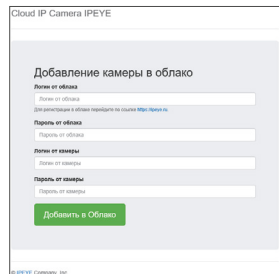 Cloud IP Camera IPEYE
Добавление камеры в облако
Логин от облака
Логин от облака
Для регистрации в облаке перейдите по ссылке https://ipeye.ru
Пароль от облака
Пароль от облака
Логин от камеры
Логин от камеры
Пароль от камеры
Пароль от камеры
Добавить в Облако
© IPEYE Company, Inc.